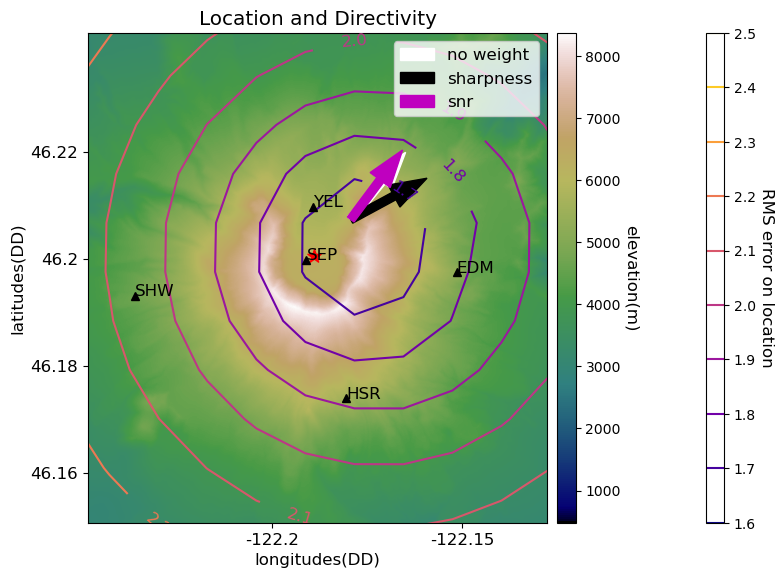 Location and Directivity
no weight
sharpness
snr
2.0
1.8
YEL
SEP
EDM
SHW
HSR
2.1
46.22
46.2
46.18
46.16
latitudes(DD)
-122.2
-122.15
longitudes(DD)
8000
7000
6000
5000
4000
3000
2000
1000
elevation(m)
2.5
2.4
2.3
2.2
2.1
2.0
1.9
1.8
1.7
1.6
RMS error on location